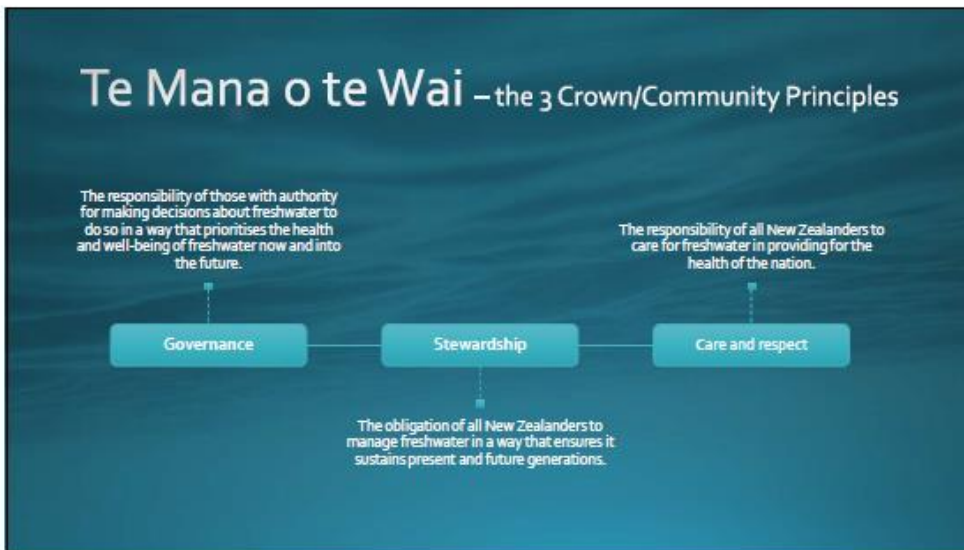 Te Mana o te Wai – the 3 Crown/Community Principles
The responsibility of those with authority
for making decisions about freshwater to
do so in a way that prioritises the health
and well-being of freshwater now and into
the future.
The responsibility of all New Zealanders to
care for freshwater in providing for the
health of the nation.
Governance
Stewardship
Care and respect
The obligation of all New Zealanders to
manage freshwater in a way that ensures it
sustains present and future generations.